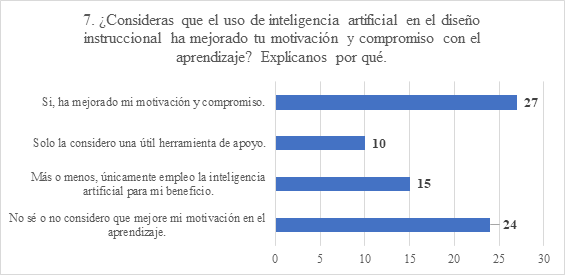 7. ¿Consideras que el uso de inteligencia artificial en el diseño
instruccional ha mejorado tu motivación y compromiso con el
aprendizaje? Explícanos por qué.
Sí, ha mejorado mi motivación y compromiso.
27
Solo la considero una útil herramienta de apoyo.
10
Más o menos, únicamente empleo la inteligencia
artificial para mi beneficio.
15
No sé o no considero que mejore mi motivación en el
aprendizaje.
24
0 5 10 15 20 25 30